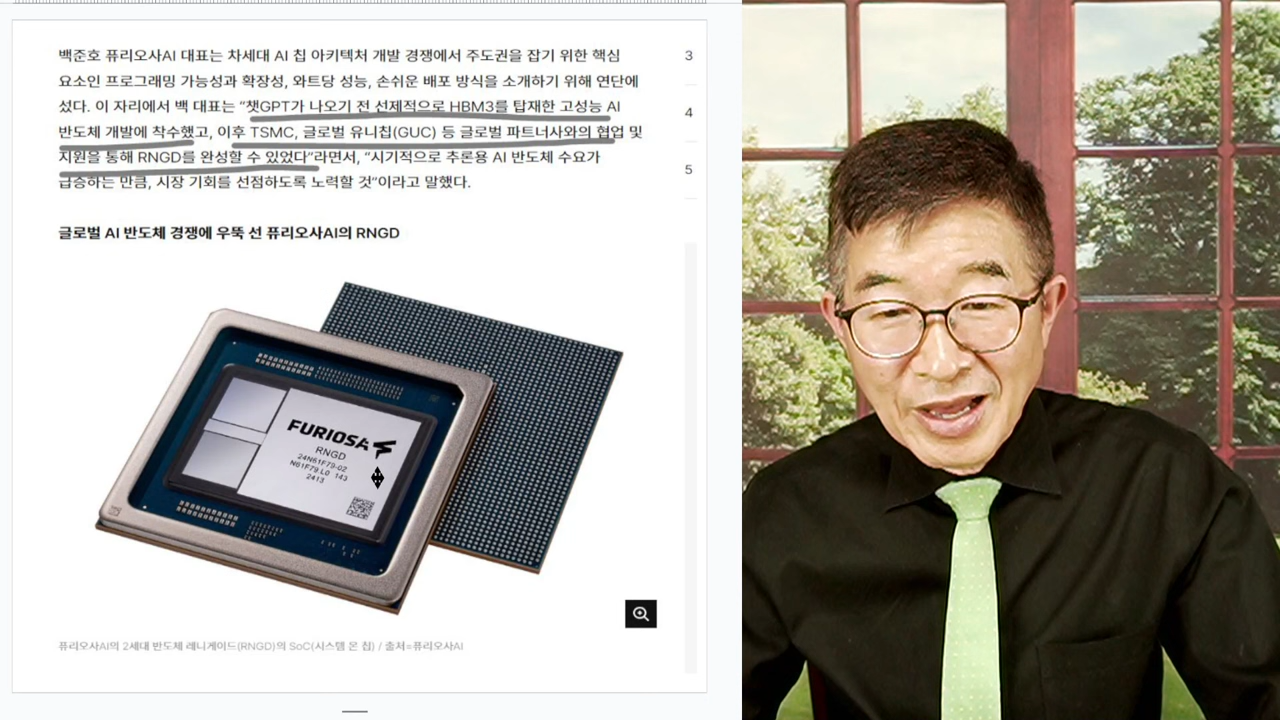 백준호 퓨리오사AI 대표는 차세대 AI 칩 아키텍처 개발 경쟁에서 주도권을 잡기 위한 핵심
요소인 프로그래밍 가능성과 확장성, 와트당 성능, 손쉬운 배포 방식을 소개하기 위해 연단에
섰다. 이 자리에서 백 대표는 “챗GPT가 나오기 전 선제적으로 HBM3를 탑재한 고성능 AI
반도체 개발에 착수했고, 이후 TSMC, 글로벌 유니칩(GUC) 등 글로벌 파트너사와의 협업 및
지원을 통해 RNGD를 완성할 수 있었다”라면서, “시기적으로 추론용 AI 반도체 수요가
급증하는 만큼, 시장 기회를 선점하도록 노력할 것”이라고 말했다.
3
4
5
글로벌 AI 반도체 경쟁에 우뚝 선 퓨리오사AI의 RNGD
FURIOSA
RNGD
24N61F79-02
N61F79.L0 143
2413
퓨리오사AI의 2세대 반도체 레니게이드(RNGD)의 SoC(시스템 온 칩) / 출처=퓨리오사AI